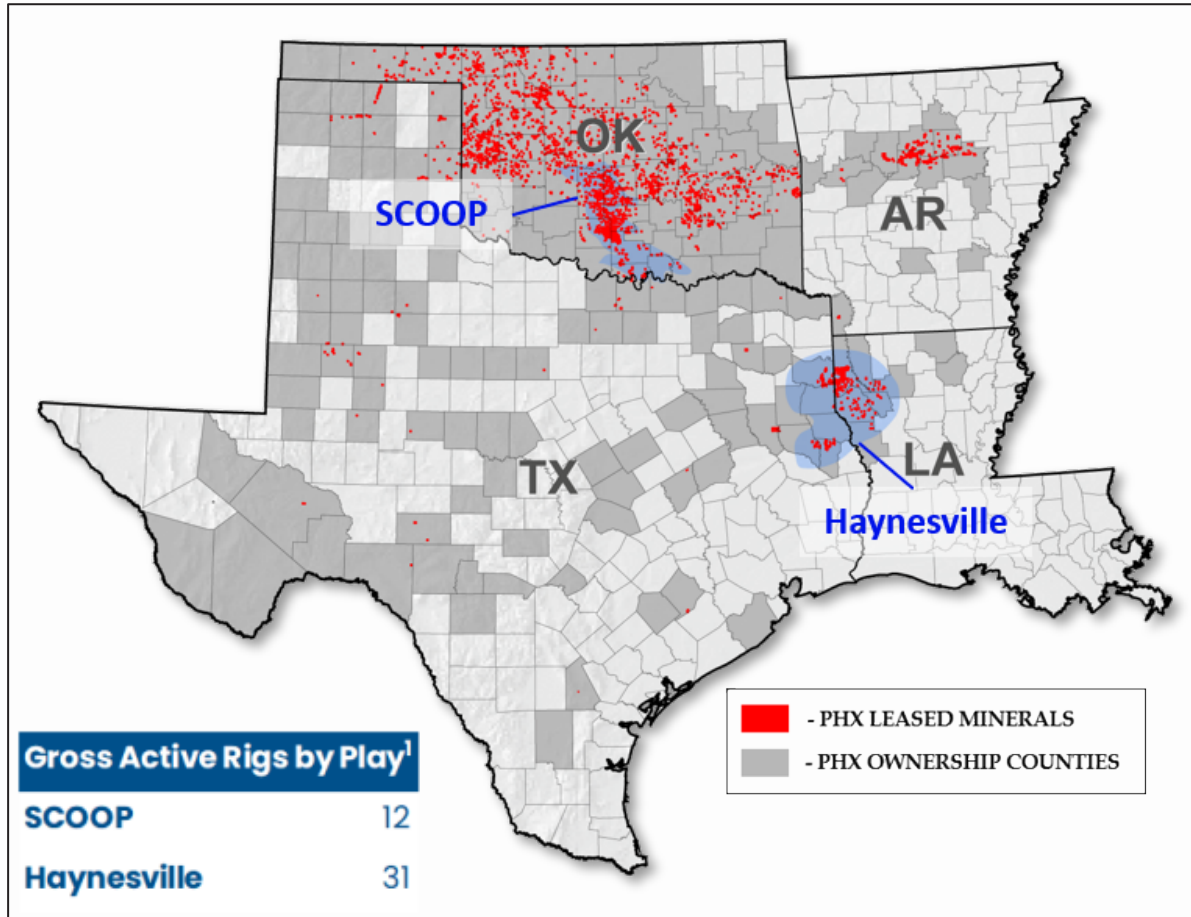 OK
SCOOP
AR
TX
LA
Haynesville
- PHX LEASED MINERALS
- PHX OWNERSHIP COUNTIES
Gross Active Rigs by Play¹
SCOOP 12
Haynesville 31